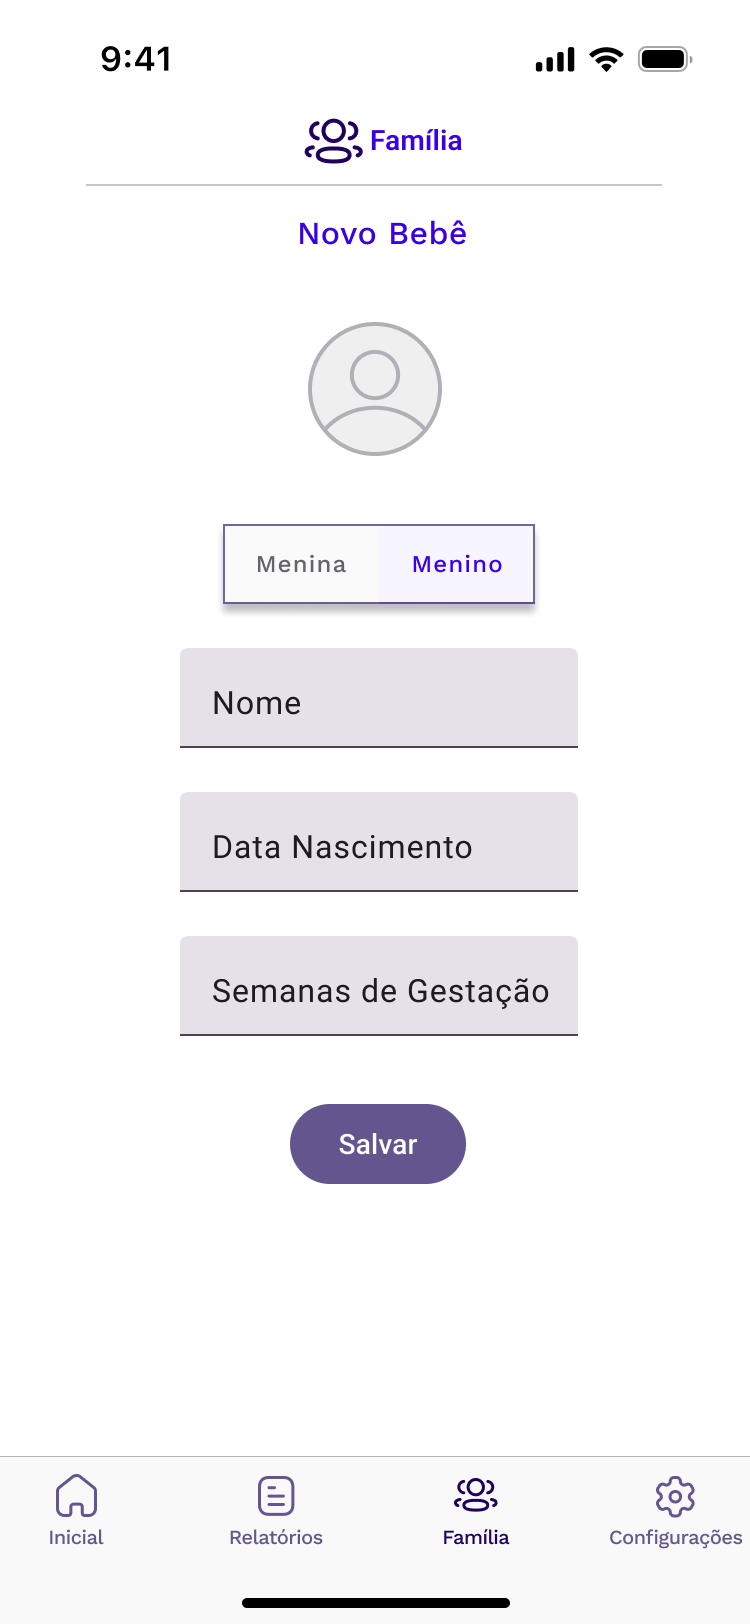 9:41
Família
Novo Bebê
Menina Menino
Nome
Data Nascimento
Semanas de Gestação
Salvar
Inicial Relatórios Família Configurações